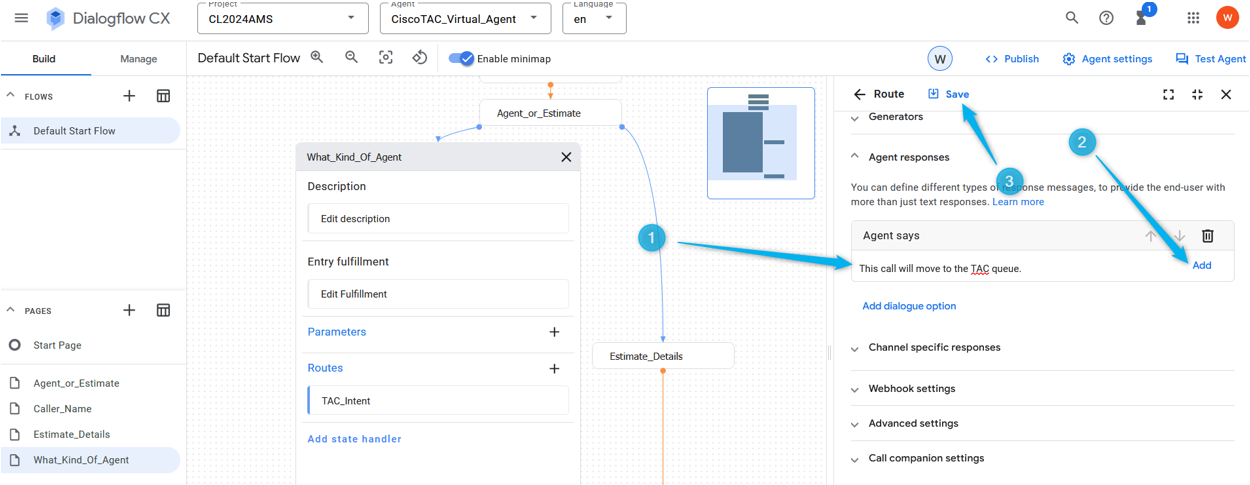 Dialogflow CX
Project
CL2024AMS
Agent
CiscoTAC_Virtual_Agent
Language
en
1
W
Build
Manage
Default Start Flow
Enable minimap
W
Publish
Agent settings
Test Agent
FLOWS
Default Start Flow
PAGES
Start Page
Agent_or_Estimate
Caller_Name
Estimate_Details
What_Kind_Of_Agent
Agent_or_Estimate
What_Kind_Of_Agent
Description
Edit description
Entry fulfillment
Edit Fulfillment
Parameters
Routes
TAC_Intent
Add state handler
Estimate_Details
1
Route
Save
2
3
Generators
Agent responses
You can define different types of response messages, to provide the end-user with
more than just text responses. Learn more
Agent says
This call will move to the TAC queue.
Add
Add dialogue option
Channel specific responses
Webhook settings
Advanced settings
Call companion settings